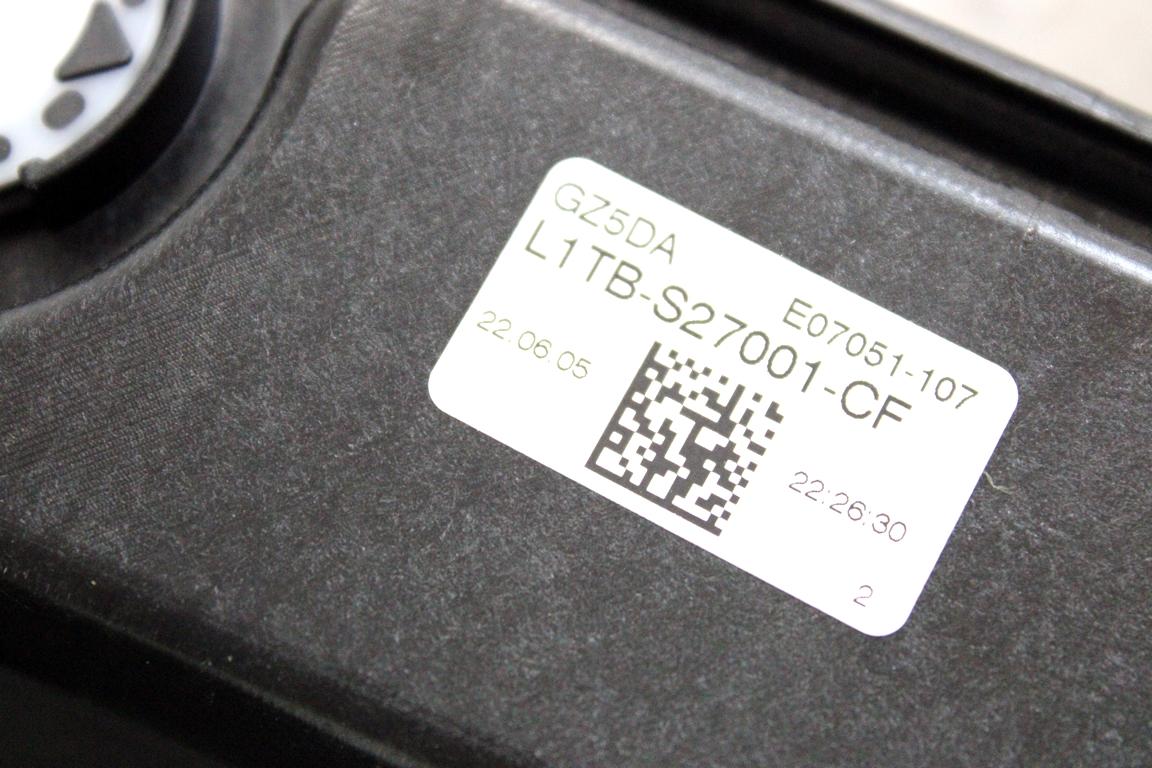 GZ5DA
E07051-107
L1TB-S27001-CF
22.06.05
22:26:30
2